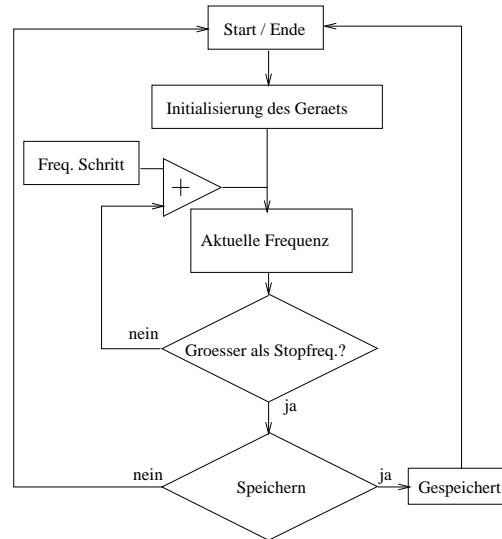 Start / Ende
Initialisierung des Geraets
Freq. Schritt
+
Aktuelle Frequenz
nein
Groesser als Stopfreq.?
ja
nein
Speichern
ja
Gespeichert